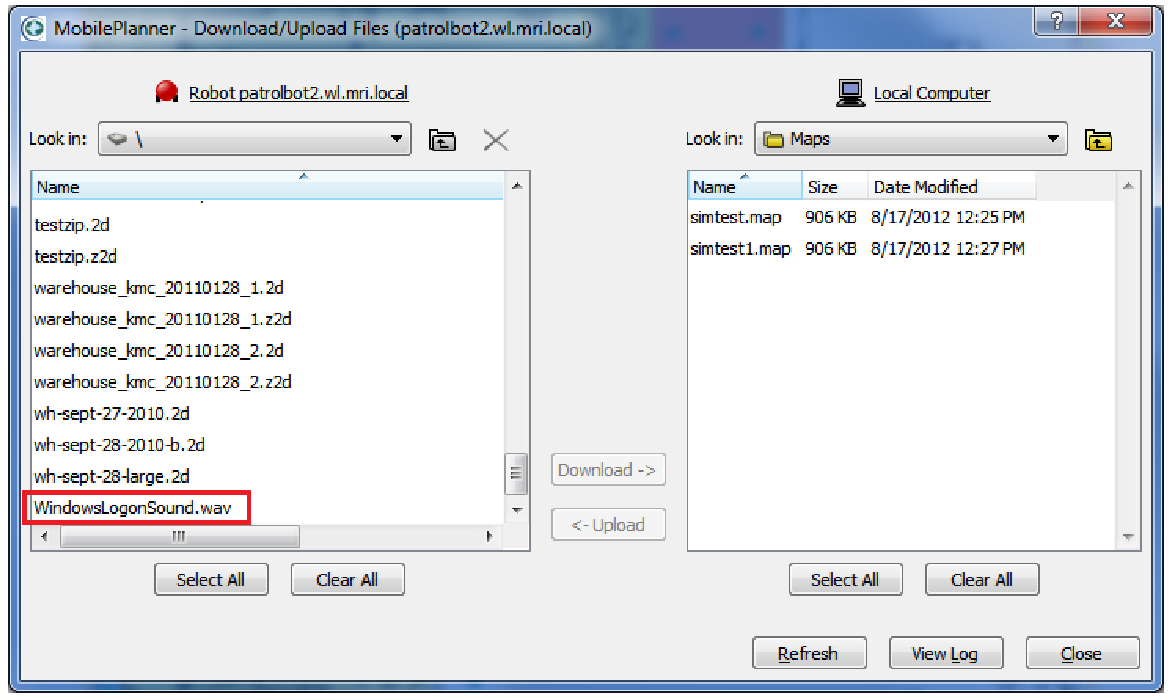 MobilePlanner - Download/Upload Files (patrolbot2.wl.mri.local)
?
X
Robot patrolbot2.wl.mri.local
Look in:
\
Name
testzip.2d
testzip.z2d
warehouse_kmc_20110128_1.2d
warehouse_kmc_20110128_1.z2d
warehouse_kmc_20110128_2.2d
warehouse_kmc_20110128_2.z2d
wh-sept-27-2010.2d
wh-sept-28-2010-b.2d
wh-sept-28-large.2d
WindowsLogonSound.wav
Select All
Clear All
Download ->
<- Upload
Local Computer
Look in:
Maps
Name Size Date Modified
simtest.map 906 KB 8/17/2012 12:25 PM
simtest1.map 906 KB 8/17/2012 12:27 PM
Select All
Clear All
Refresh
View Log
Close